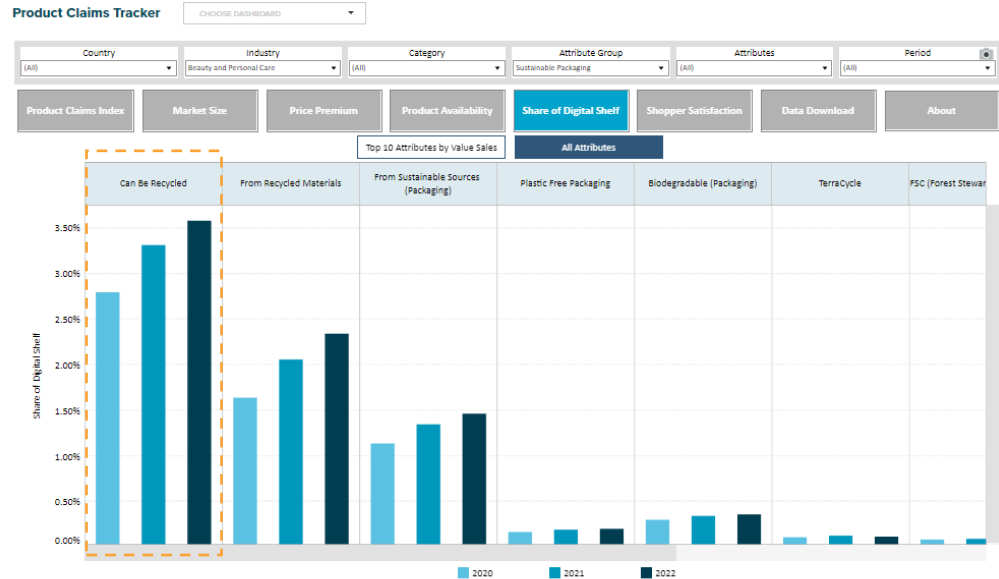 Product Claims Tracker
CHOOSE DASHBOARD
Country
Industry
Category
Attribute Group
Attributes
Period
(All)
Beauty and Personal Care
(All)
Sustainable Packaging
(All)
(All)
Product Claims Index
Market Size
Price Premium
Product Availability
Share of Digital Shelf
Shopper Satisfaction
Data Download
About
Top 10 Attributes by Value Sales
All Attributes
Can Be Recycled
From Recycled Materials
From Sustainable Sources
(Packaging)
Plastic Free Packaging
Biodegradable (Packaging)
TerraCycle
FSC (Forest Stewar
Share of Digital Shelf
3.50%
3.00%
2.50%
2.00%
1.50%
1.00%
0.50%
0.00%
2020
2021
2022